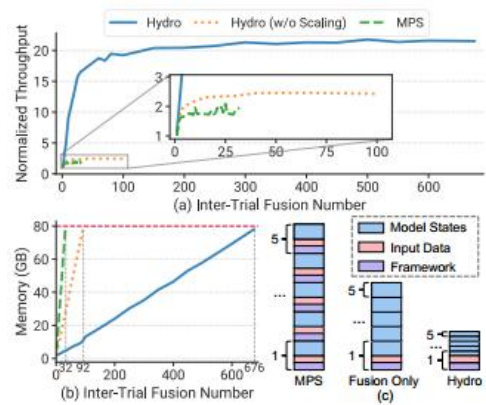 Hydro Hydro (w/o Scaling) MPS
Normalized Throughput
20
15
10
5
0
3
2
1
0 25 50 75 100
0 100 200 300 400 500 600
(a) Inter-Trial Fusion Number
Memory (GB)
80
60
40
20
0
0 32 92 200 400 600 676
(b) Inter-Trial Fusion Number
Model States
Input Data
Framework
5
...
1
MPS
5
...
1
Fusion Only
5
...
1
Hydro
(c)